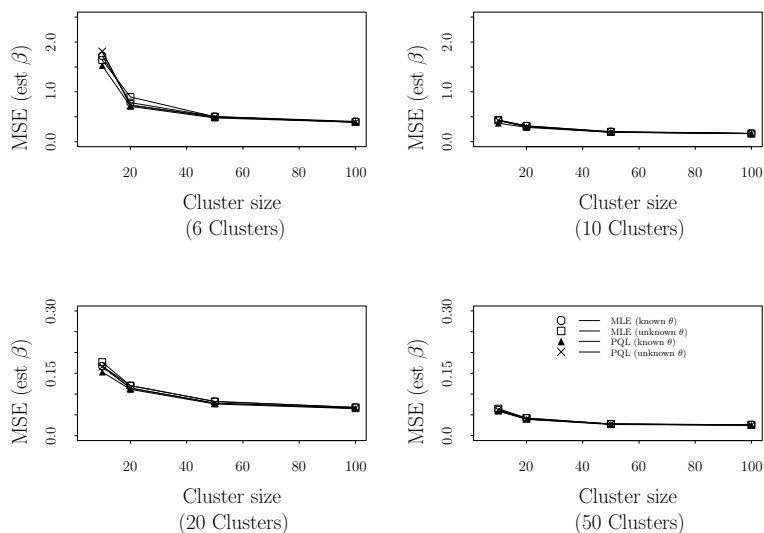 MSE (est β)
0.0 1.0 2.0
20 40 60 80 100
Cluster size
(6 Clusters)
MSE (est β)
0.0 1.0 2.0
20 40 60 80 100
Cluster size
(10 Clusters)
MSE (est β)
0.0 0.15 0.30
20 40 60 80 100
Cluster size
(20 Clusters)
MSE (est β)
0.0 0.15 0.30
MLE (known θ)
MLE (unknown θ)
PQL (known θ)
PQL (unknown θ)
20 40 60 80 100
Cluster size
(50 Clusters)